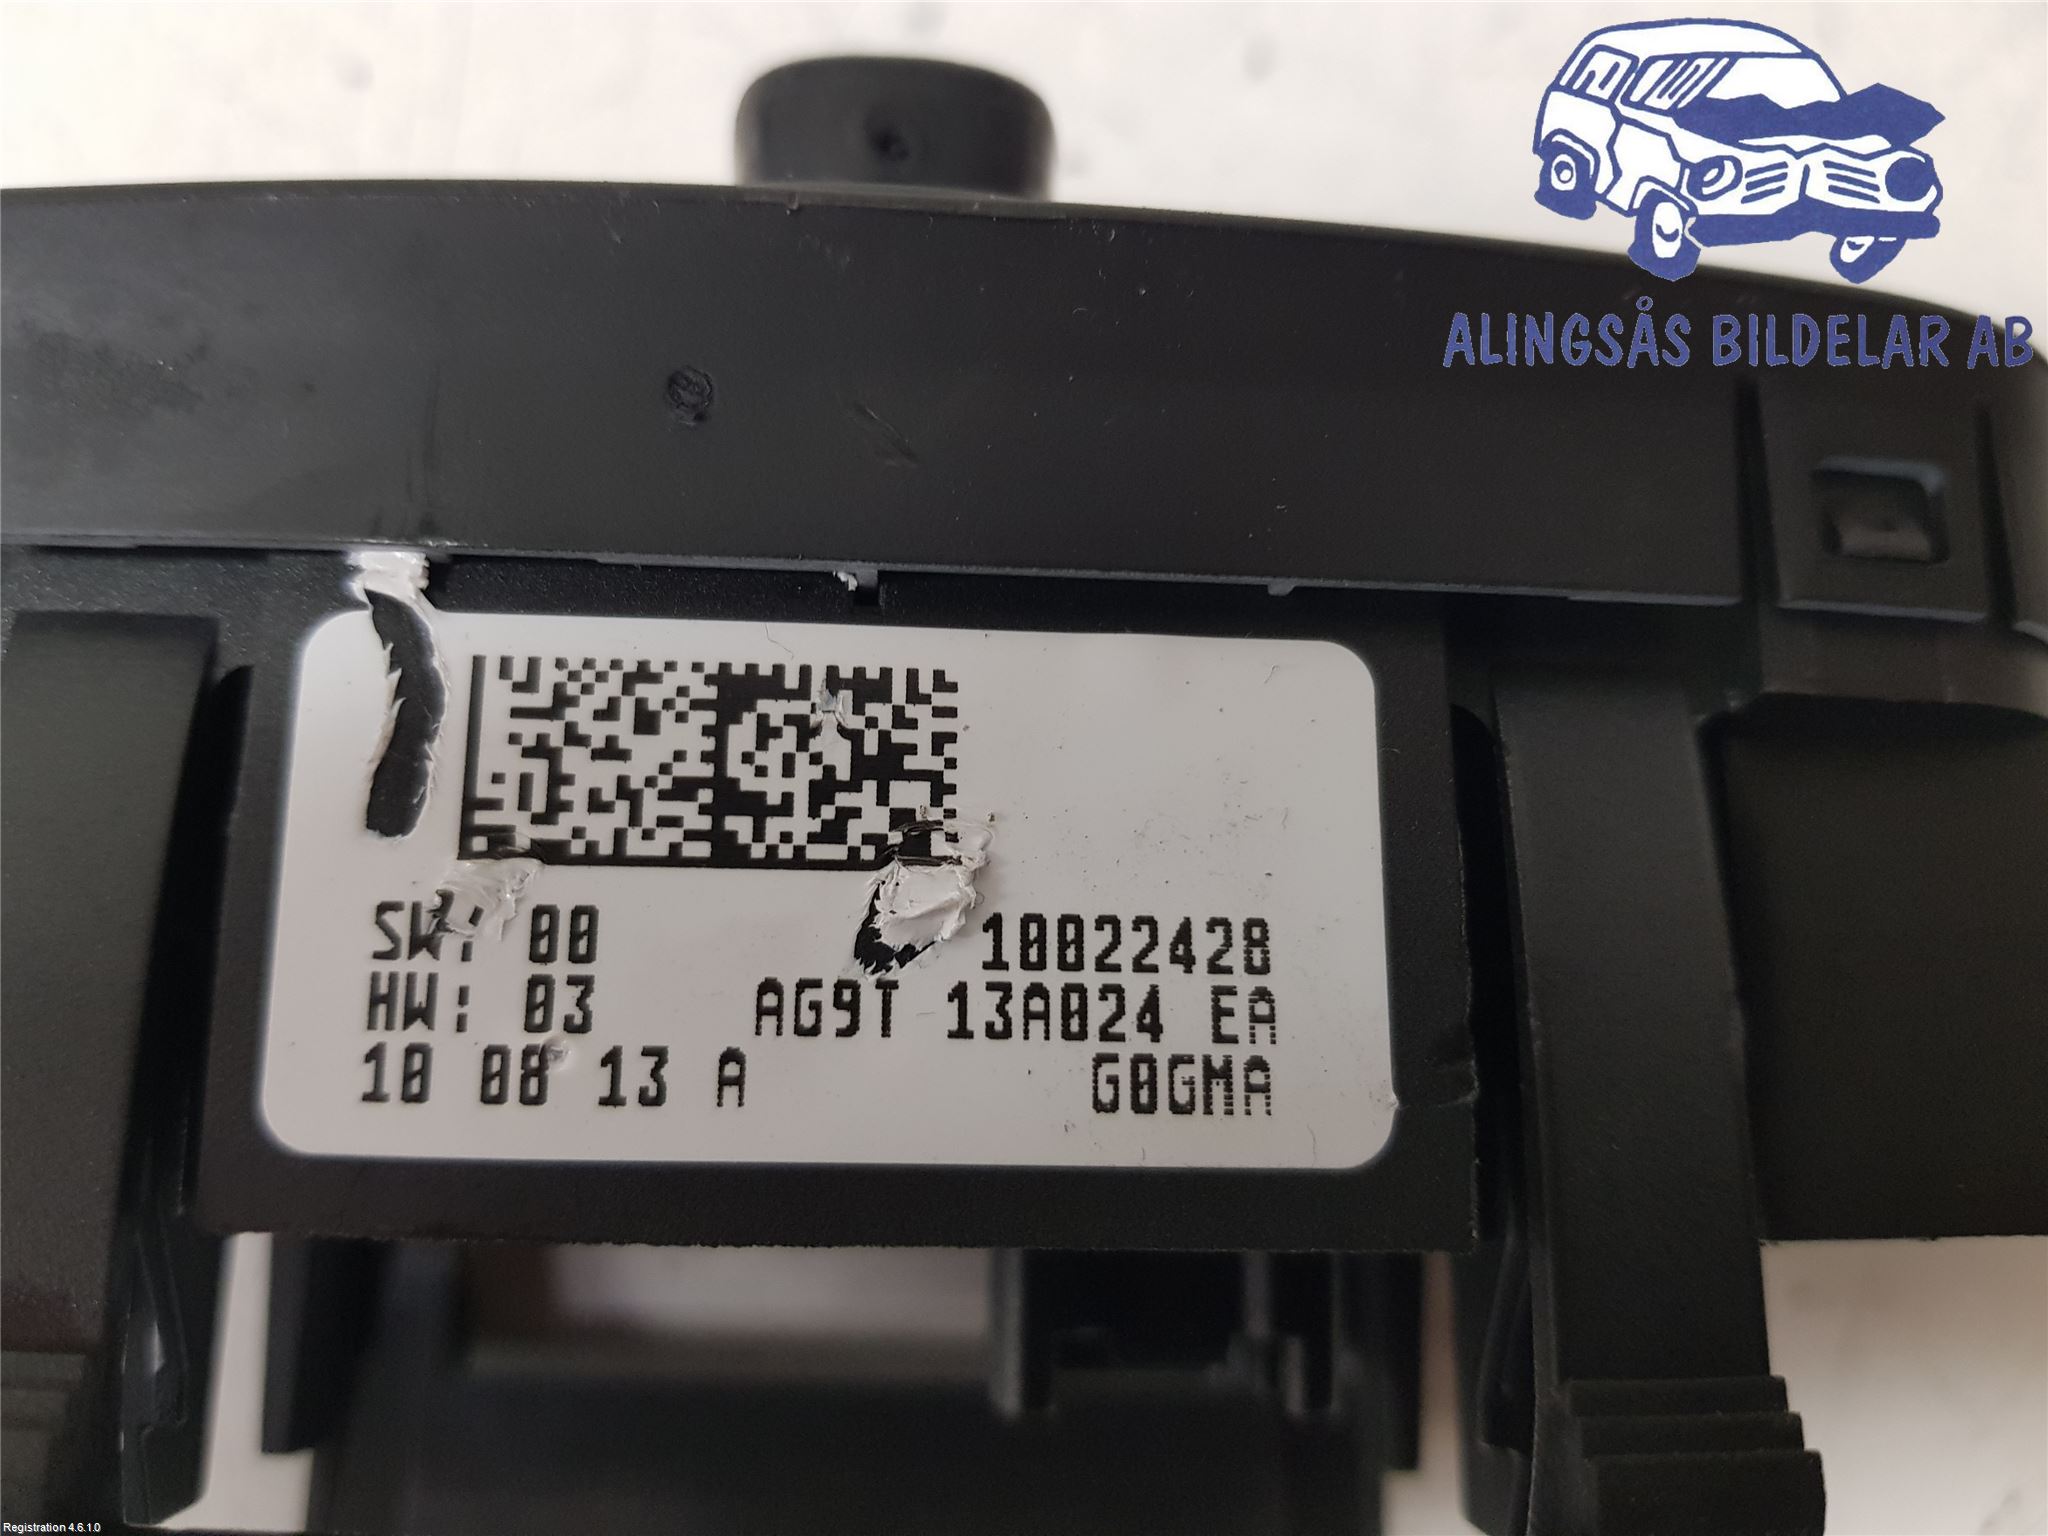 ALINGSÅS BILDELAR AB
SW: 00 10022428
HW: 03 AG9T 13A024 EA
10 08 13 A G0GMA
Registration 4.6.1.0